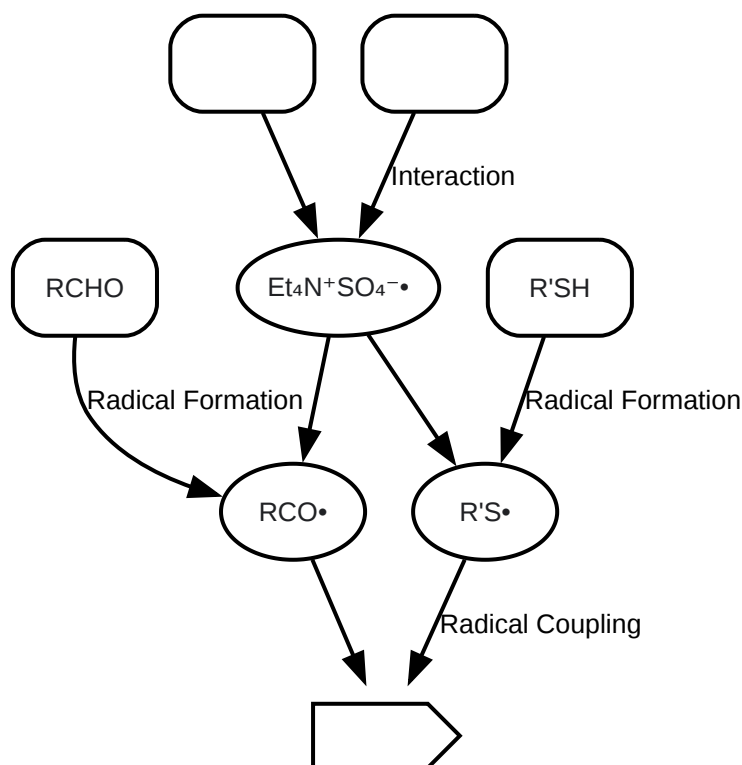 Interaction
RCHO
Et₄N⁺SO₄⁻•
R'SH
Radical Formation
Radical Formation
RCO•
R'S•
Radical Coupling